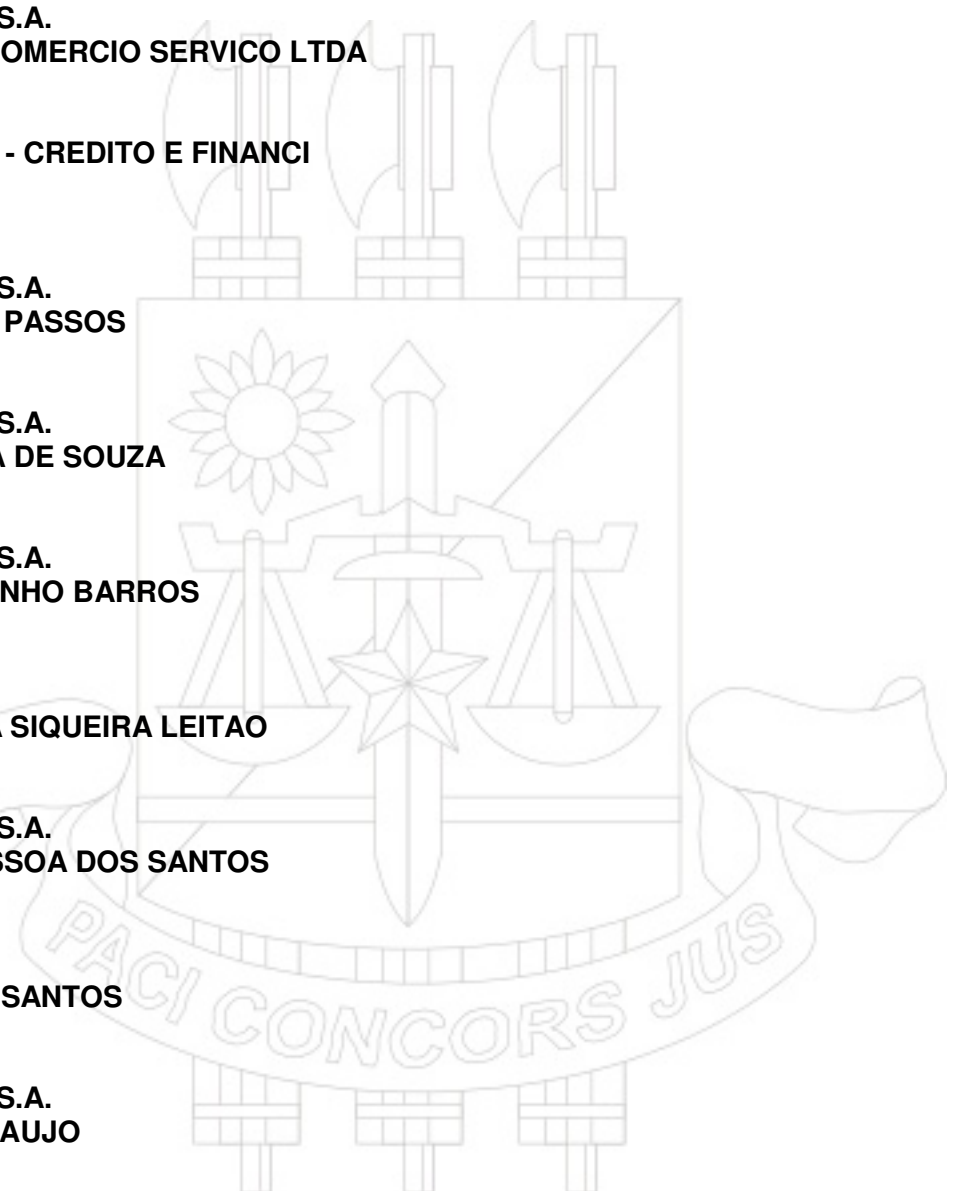 S.A.
OMERCIO SERVICO LTDA
- CREDITO E FINANCI
S.A.
PASSOS
S.A.
A DE SOUZA
S.A.
NHO BARROS
A SIQUEIRA LEITAO
S.A.
SSOA DOS SANTOS
SANTOS
S.A.
AUJO
PACI CONCORS JUS